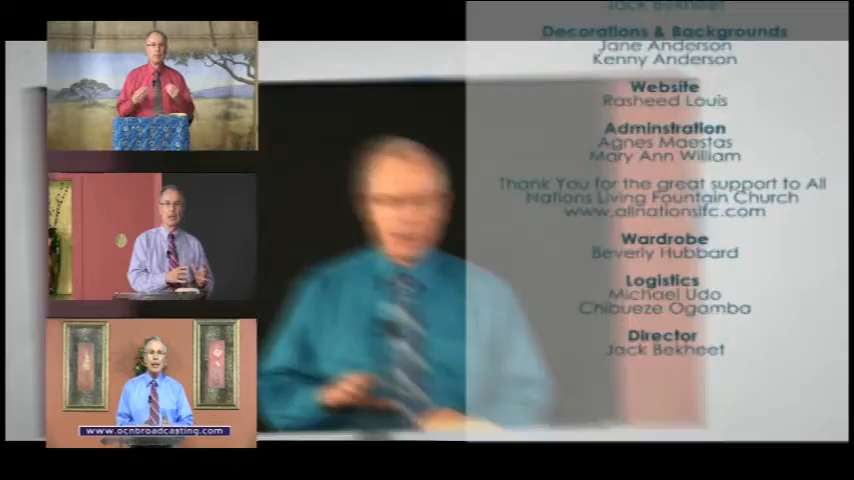 Jack Bekheet
Decorations & Backgrounds
Jane Anderson
Kenny Anderson
Website
Rasheed Louis
Adminstration
Agnes Maestas
Mary Ann William
Thank You for the great support to All
Nations Living Fountain Church
www.allnationslfc.com
Wardrobe
Beverly Hubbard
Logistics
Michael Udo
Chibueze Ogamba
Director
Jack Bekheet
www.ocnbroadcasting.com